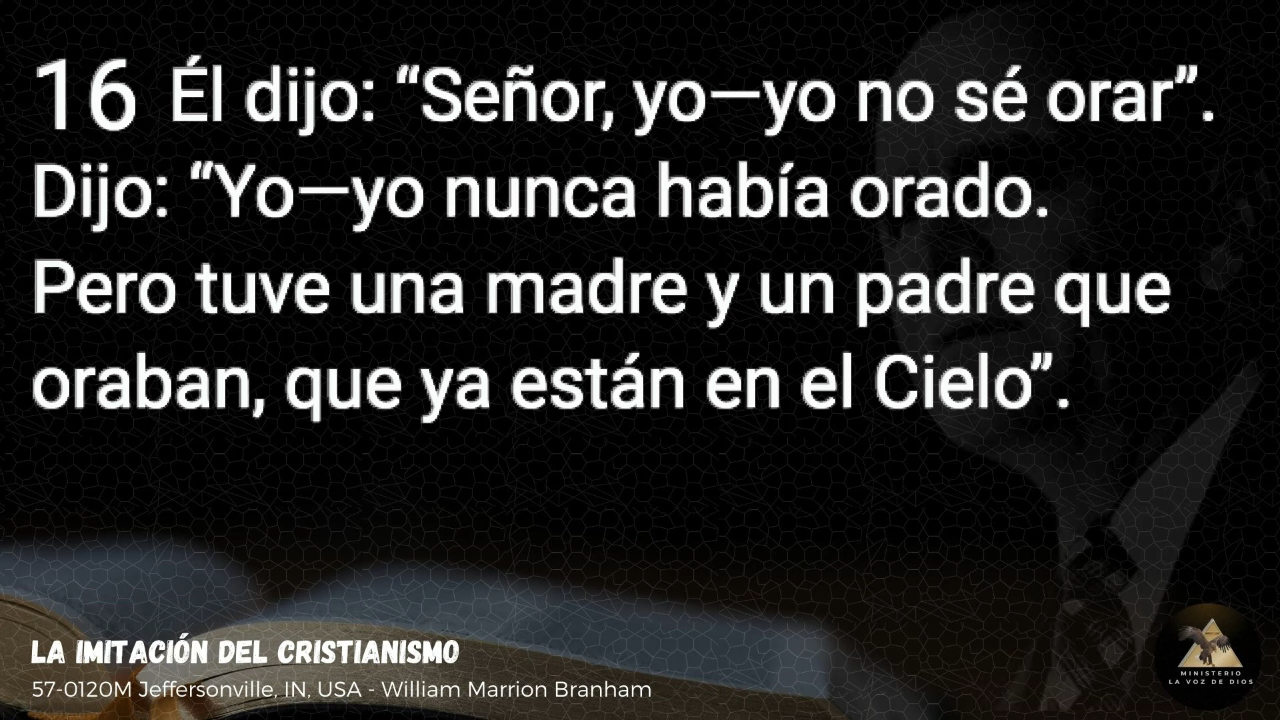 16 Él dijo: “Señor, yo—yo no sé orar”.
Dijo: “Yo—yo nunca había orado.
Pero tuve una madre y un padre que
oraban, que ya están en el Cielo”.
LA IMITACIÓN DEL CRISTIANISMO
57-0120M Jeffersonville, IN, USA - William Marrion Branham
MINISTERIO
LA VOZ DE DIOS